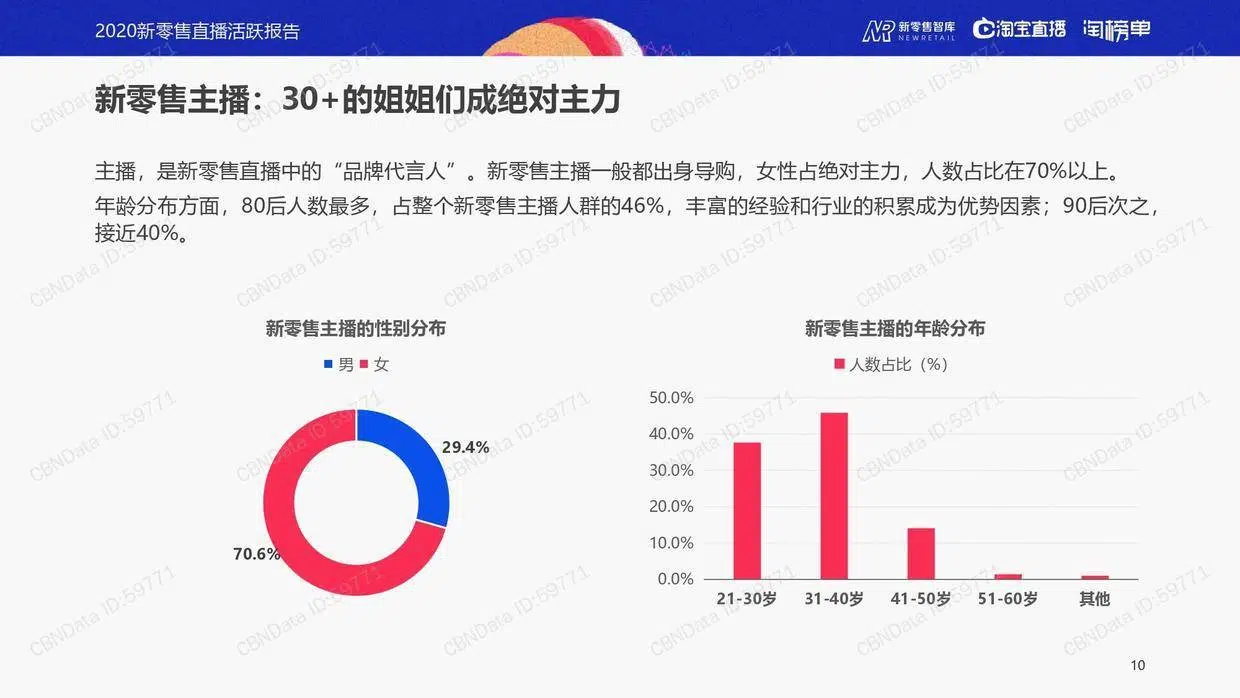 2020新零售直播活跃报告
新零售智库
NEWRETAIL
淘宝直播
淘榜单
新零售主播：30+的姐姐们成绝对主力
主播，是新零售直播中的“品牌代言人”。新零售主播一般都出身导购，女性占绝对主力，人数占比在70%以上。
年龄分布方面，80后人数最多，占整个新零售主播人群的46%，丰富的经验和行业的积累成为优势因素；90后次之，
接近40%。
新零售主播的性别分布
男 女
29.4%
70.6%
新零售主播的年龄分布
人数占比（%）
50.0%
40.0%
30.0%
20.0%
10.0%
0.0%
21-30岁 31-40岁 41-50岁 51-60岁 其他
10
CBNData ID:59771